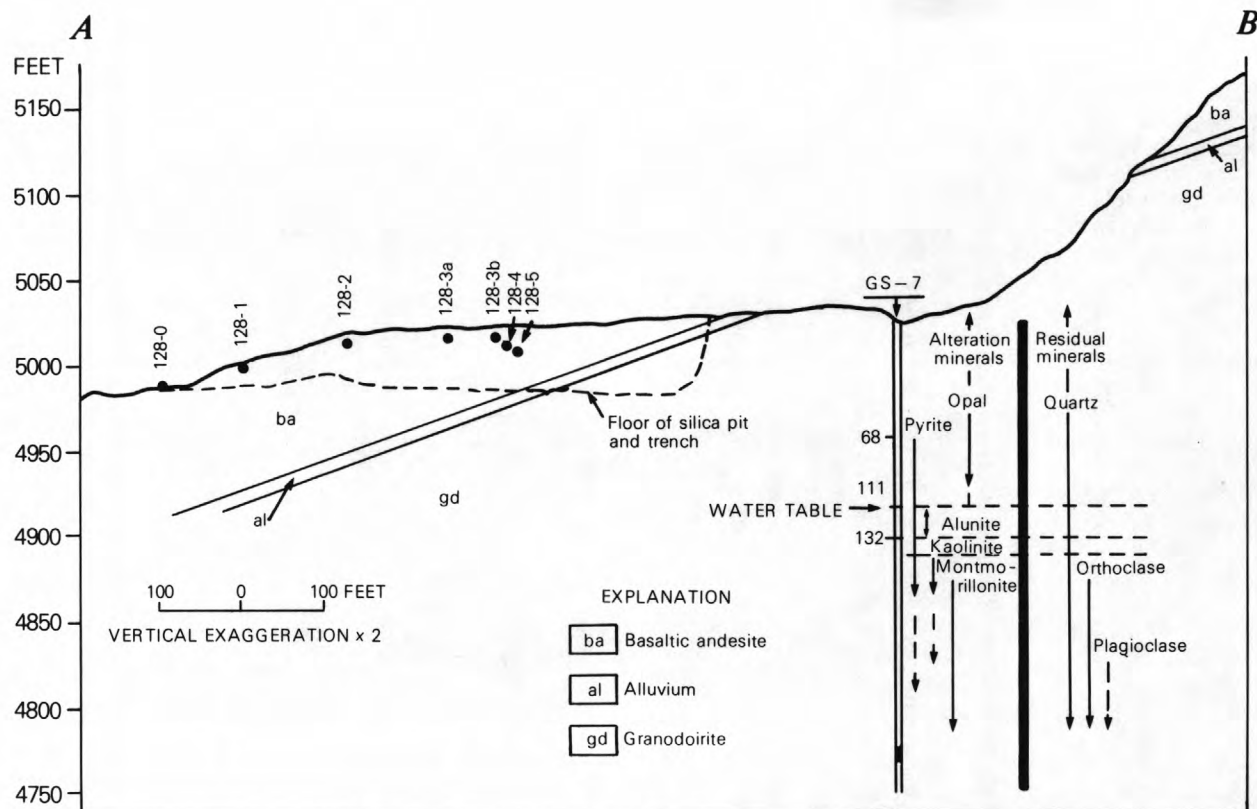 A
B
FEET
5150
5100
5050
5000
4950
4900
4850
4800
4750
128-0
128-1
128-2
128-3a
128-3b
128-4
128-5
ba
al
gd
GS-7
Alteration
minerals
Residual
minerals
Opal
Quartz
Pyrite
Floor of silica pit
and trench
ba
gd
al
68
111
WATER TABLE
132
Alunite
Kaolinite
Montmo-
rillonite
Orthoclase
Plagioclase
100 0 100 FEET
VERTICAL EXAGGERATION x 2
EXPLANATION
ba Basaltic andesite
al Alluvium
gd Granodoirite